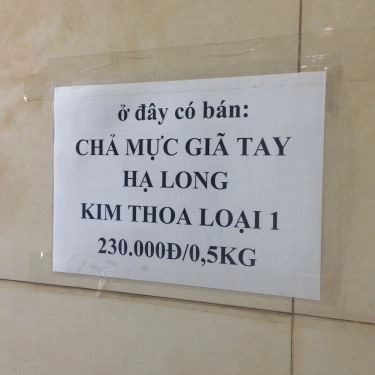 ở đây có bán:
CHẢ MỰC GIÃ TAY
HẠ LONG
KIM THOA LOẠI 1
230.000Đ/0,5KG